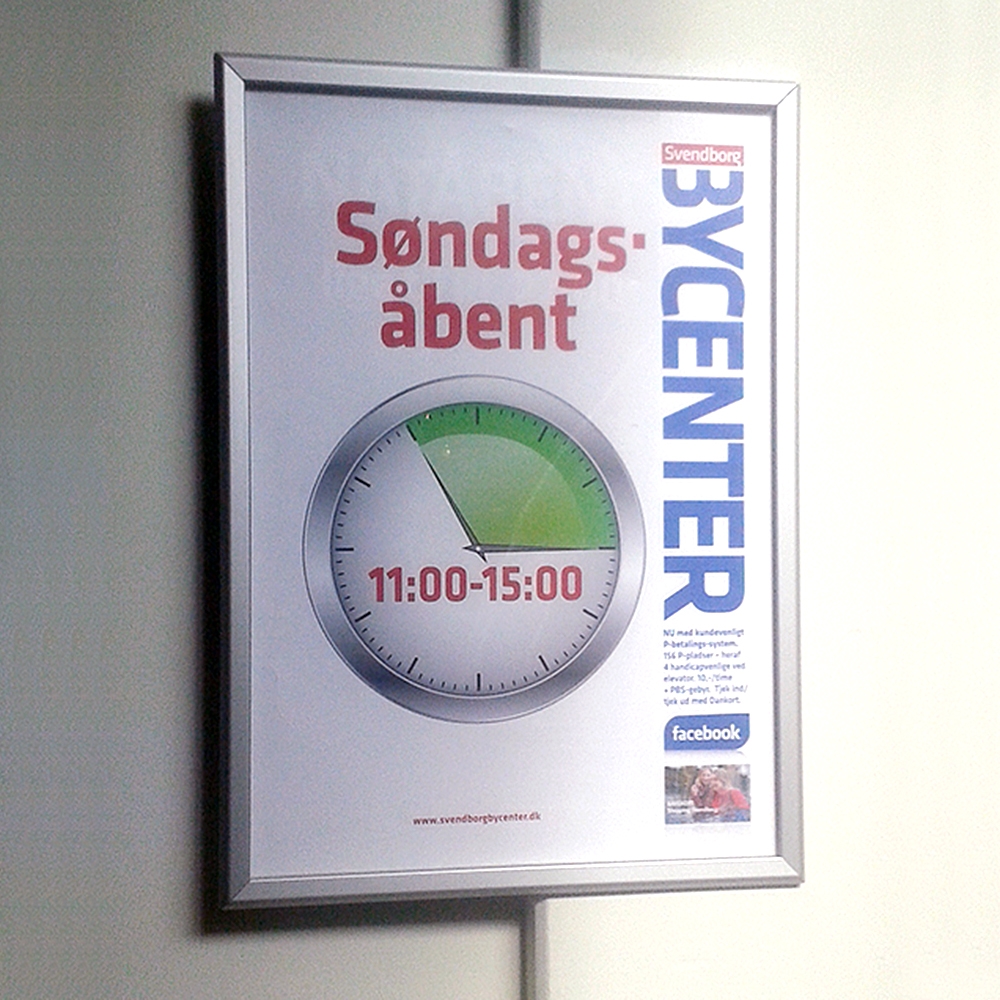 Svendborg
BYCENTER
Søndags·
åbent
11:00-15:00
NU med kundevenligt
P-betalings-system.
156 P-pladser - heraf
4 handicapvenlige ved
elevator. 10,-/time
+ PBS-gebyr. Tjek ind/
tjek ud med Dankort.
facebook
www.svendborgbycenter.dk